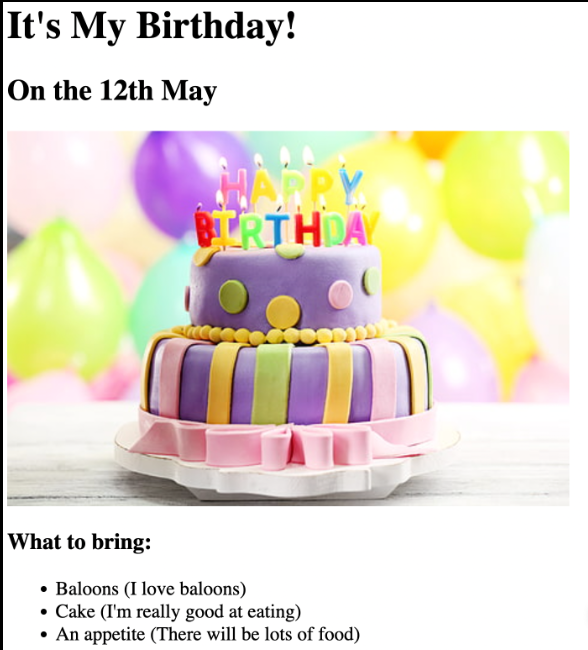 It's My Birthday!
On the 12th May
HAPPY
BIRTHDAY
What to bring:
• Baloons (I love baloons)
• Cake (I'm really good at eating)
• An appetite (There will be lots of food)